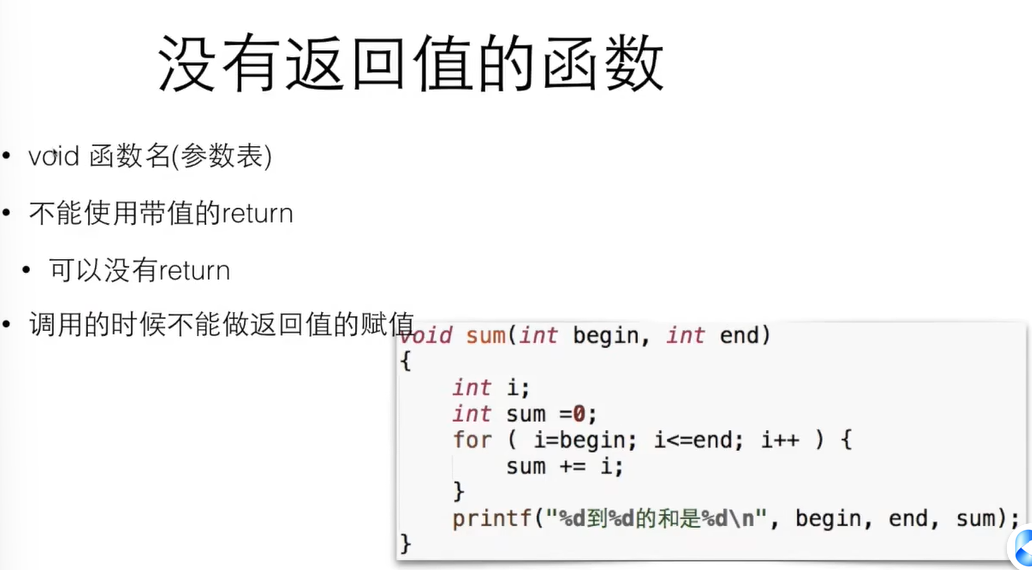 没有返回值的函数
• void 函数名(参数表)
• 不能使用带值的return
• 可以没有return
• 调用的时候不能做返回值的赋值
void sum(int begin, int end)
{
    int i;
    int sum =0;
    for ( i=begin; i<=end; i++ ) {
        sum += i;
    }
    printf("%d到%d的和是%d\n", begin, end, sum);
}